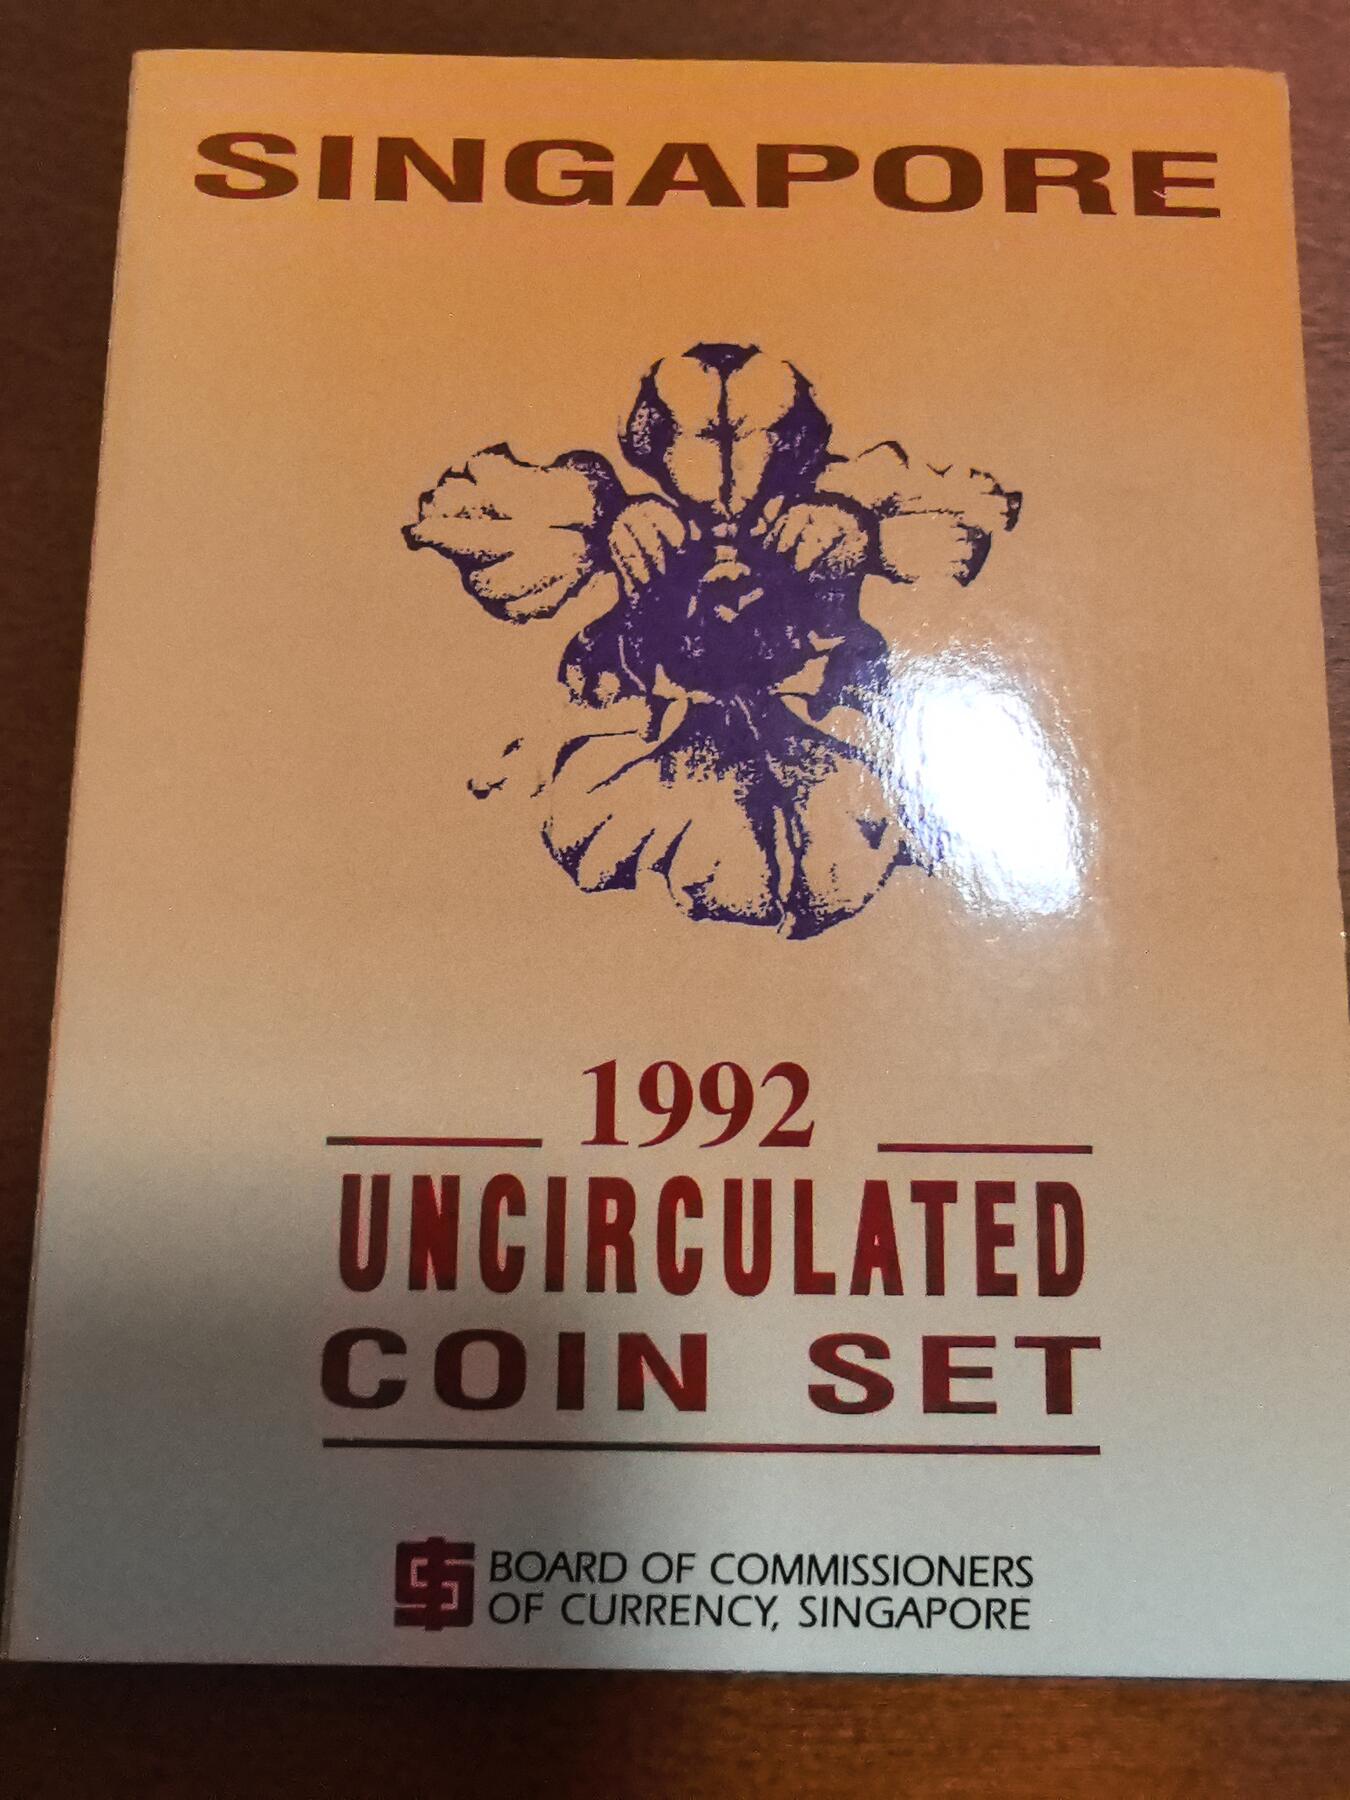 SINGAPORE
1992
UNCIRCULATED
COIN SET
BOARD OF COMMISSIONERS
OF CURRENCY, SINGAPORE